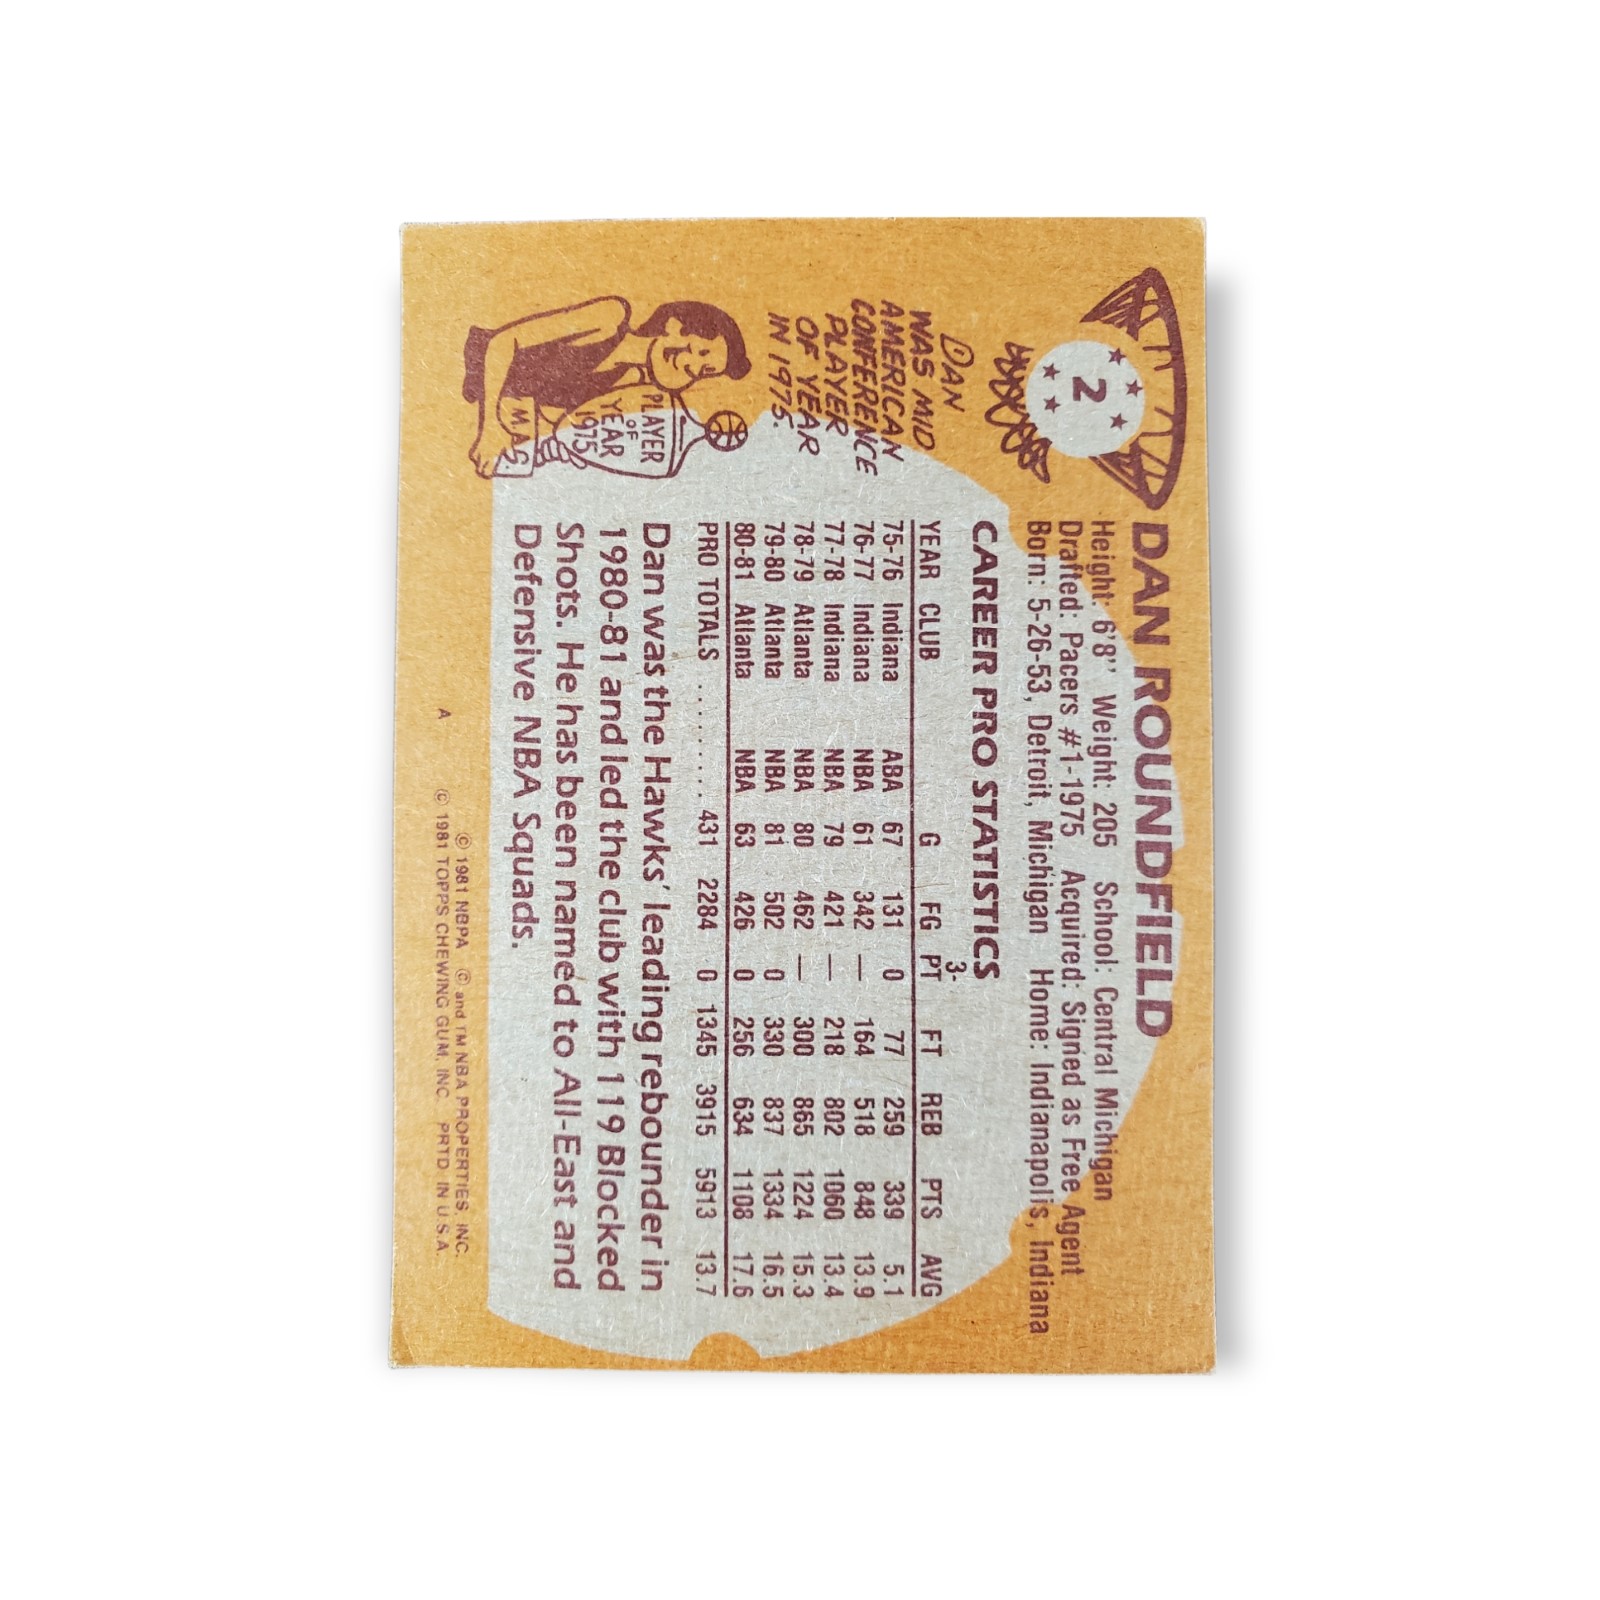 2
DAN ROUNDFIELD
Height: 6'8" Weight: 205 School: Central Michigan
Drafted: Pacers #1-1975 Acquired: Signed as Free Agent
Born: 5-26-53, Detroit, Michigan Home: Indianapolis, Indiana
DAN
WAS MID
AMERICAN
CONFERENCE
PLAYER
OF YEAR
IN 1975.
PLAYER
OF
YEAR
1975
M.A.C.
CAREER PRO STATISTICS
YEAR CLUB G FG 3-PT FT REB PTS AVG
75-76 Indiana ABA 67 131 0 77 259 339 5.1
76-77 Indiana NBA 61 342 — 164 518 848 13.9
77-78 Indiana NBA 79 421 — 218 802 1060 13.4
78-79 Atlanta NBA 80 462 — 300 865 1224 15.3
79-80 Atlanta NBA 81 502 0 330 837 1334 16.5
80-81 Atlanta NBA 63 426 0 256 634 1108 17.6
PRO TOTALS .......... 431 2284 0 1345 3915 5913 13.7
Dan was the Hawks' leading rebounder in
1980-81 and led the club with 119 Blocked
Shots. He has been named to All-East and
Defensive NBA Squads.
© 1981 NBPA © and TM NBA PROPERTIES, INC.
A © 1981 TOPPS CHEWING GUM, INC. PRTD. IN U.S.A.